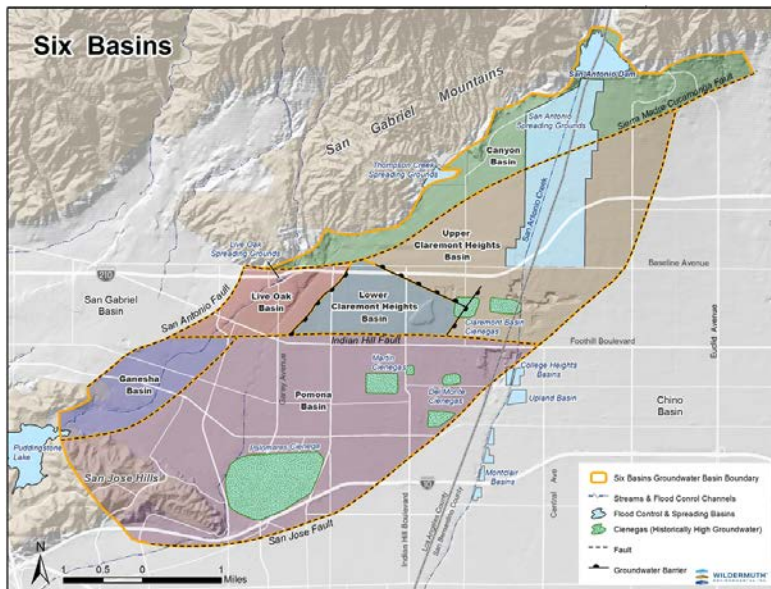 Six Basins
San Gabriel Mountains
San Antonio Dam
Sierra Madre Cucamonga Fault
San Antonio
Spreading Grounds
Canyon
Basin
Thompson Creek
Spreading Grounds
San Antonio Creek
Upper
Claremont Heights
Basin
Live Oak
Spreading Grounds
Baseline Avenue
210
San Gabriel
Basin
San Antonio Fault
Live Oak
Basin
Lower
Claremont Heights
Basin
Claremont Basin
Cienegas
Euclid Avenue
Indian Hill Fault
Foothill Boulevard
Ganesha
Basin
Garey Avenue
Martin
Cienegas
College Heights
Basins
Pomona
Basin
Del Monte
Cienegas
Upland Basin
Chino
Basin
Puddingstone
Lake
San Jose Hills
Palomares Cienega
Montclair
Basins
10
Central Ave
Indian Hill Boulevard
Los Angeles County
San Bernardino County
San Jose Fault
N
1 0.5 0 1
Miles
Six Basins Groundwater Basin Boundary
Streams & Flood Control Channels
Flood Control & Spreading Basins
Cienegas (Historically High Groundwater)
Fault
Groundwater Barrier
WILDERMUTH